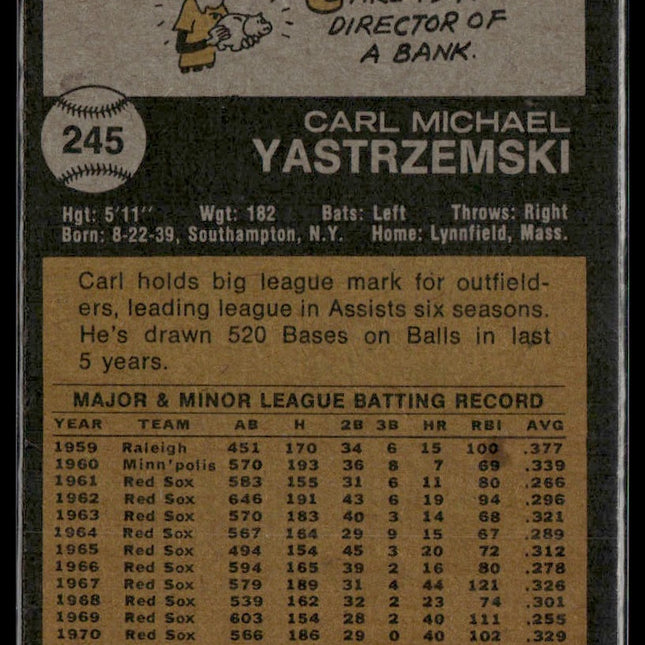 DIRECTOR OF
A BANK.
245
CARL MICHAEL
YASTRZEMSKI
Hgt: 5'11" Wgt: 182 Bats: Left Throws: Right
Born: 8-22-39, Southampton, N.Y. Home: Lynnfield, Mass.
Carl holds big league mark for outfield-
ers, leading league in Assists six seasons.
He's drawn 520 Bases on Balls in last
5 years.
MAJOR & MINOR LEAGUE BATTING RECORD
YEAR TEAM AB H 2B 3B HR RBI AVG
1959 Raleigh 451 170 34 6 15 100 .377
1960 Minn'polis 570 193 36 8 7 69 .339
1961 Red Sox 583 155 31 6 11 80 .266
1962 Red Sox 646 191 43 6 19 94 .296
1963 Red Sox 570 183 40 3 14 68 .321
1964 Red Sox 567 164 29 9 15 67 .289
1965 Red Sox 494 154 45 3 20 72 .312
1966 Red Sox 594 165 39 2 16 80 .278
1967 Red Sox 579 189 31 4 44 121 .326
1968 Red Sox 539 162 32 2 23 74 .301
1969 Red Sox 603 154 28 2 40 111 .255
1970 Red Sox 566 186 29 0 40 102 .329